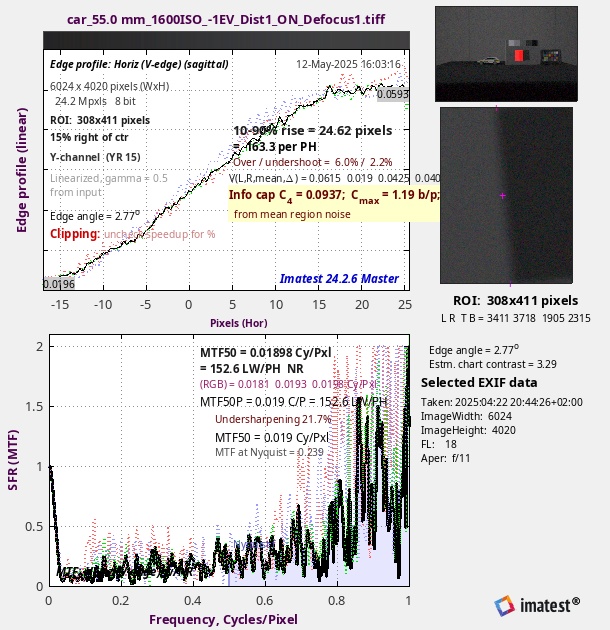 car_55.0 mm_1600ISO_-1EV_Dist1_ON_Defocus1.tiff
Edge profile: Horiz (V-edge) (sagittal)
12-May-2025 16:03:16
6024 x 4020 pixels (WxH)
24.2 Mpxls 8 bit
ROI: 308x411 pixels
15% right of ctr
Y-channel (YR 15)
Linearized, gamma = 0.5
from input
Edge angle = 2.77°
Clipping: uncheck speedup for %
0.0593
10-90% rise = 24.62 pixels
= 163.3 per PH
Over / undershoot = 6.0% / 2.2%
V(L,R,mean,Δ) = 0.0615 0.019 0.0425 0.040
Info cap C4 = 0.0937; Cmax = 1.19 b/p;
from mean region noise
Imatest 24.2.6 Master
0.0196
Edge profile (linear)
-15 -10 -5 0 5 10 15 20 25
Pixels (Hor)
ROI: 308x411 pixels
L R T B = 3411 3718 1905 2315
Edge angle = 2.77°
Estm. chart contrast = 3.29
Selected EXIF data
Taken: 2025:04:22 20:44:26+02:00
ImageWidth: 6024
ImageHeight: 4020
FL: 18
Aper: f/11
MTF50 = 0.01898 Cy/Pxl
= 152.6 LW/PH NR
(RGB) = 0.0181 0.0193 0.0198 Cy/Pxl
MTF50P = 0.019 C/P = 152.6 LW/PH
Undersharpening 21.7%
MTF50 = 0.019 Cy/Pxl
MTF at Nyquist = 0.239
SFR (MTF)
2
1.5
1
0.5
0
0 0.2 0.4 0.6 0.8 1
Frequency, Cycles/Pixel
imatest®